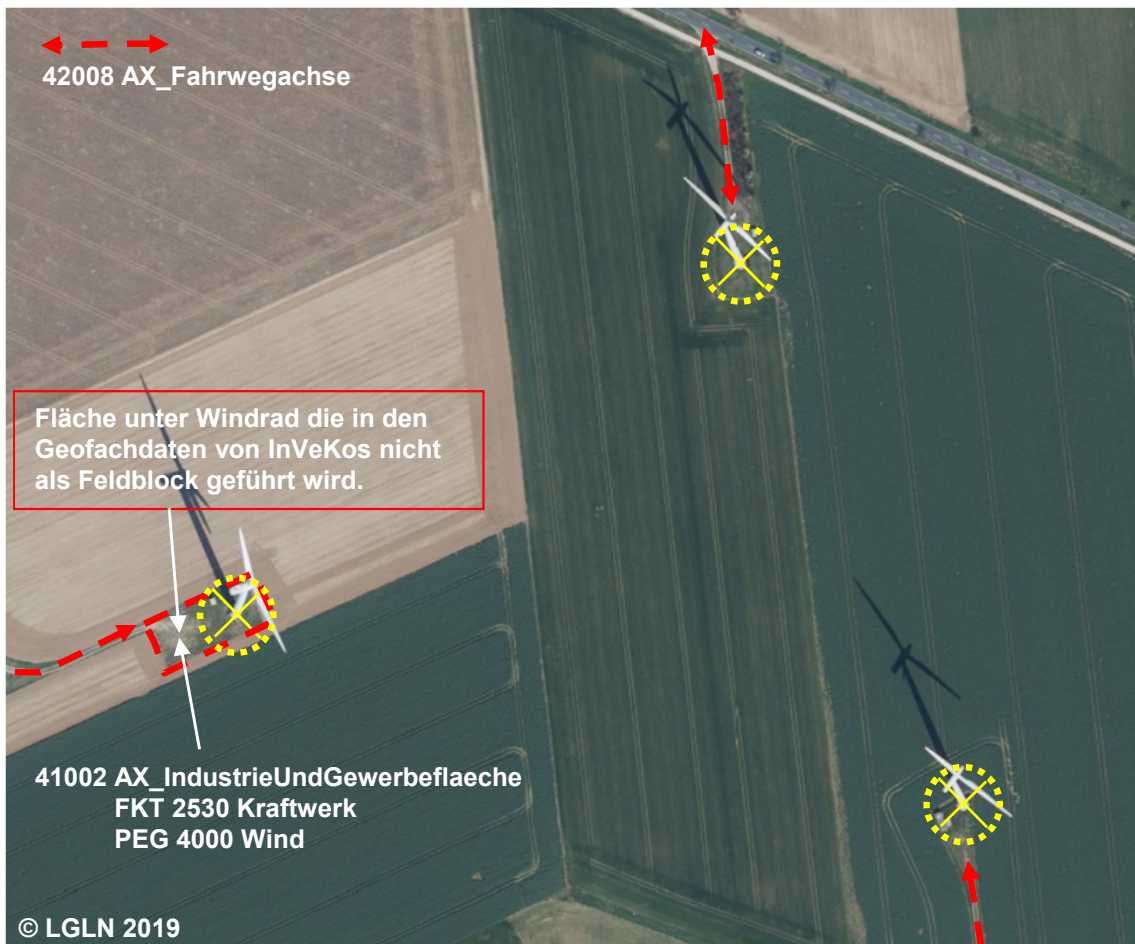 42008 AX_Fahrwegachse
Fläche unter Windrad die in den
Geofachdaten von InVeKos nicht
als Feldblock geführt wird.
41002 AX_IndustrieUndGewerbeflaeche
FKT 2530 Kraftwerk
PEG 4000 Wind
© LGLN 2019